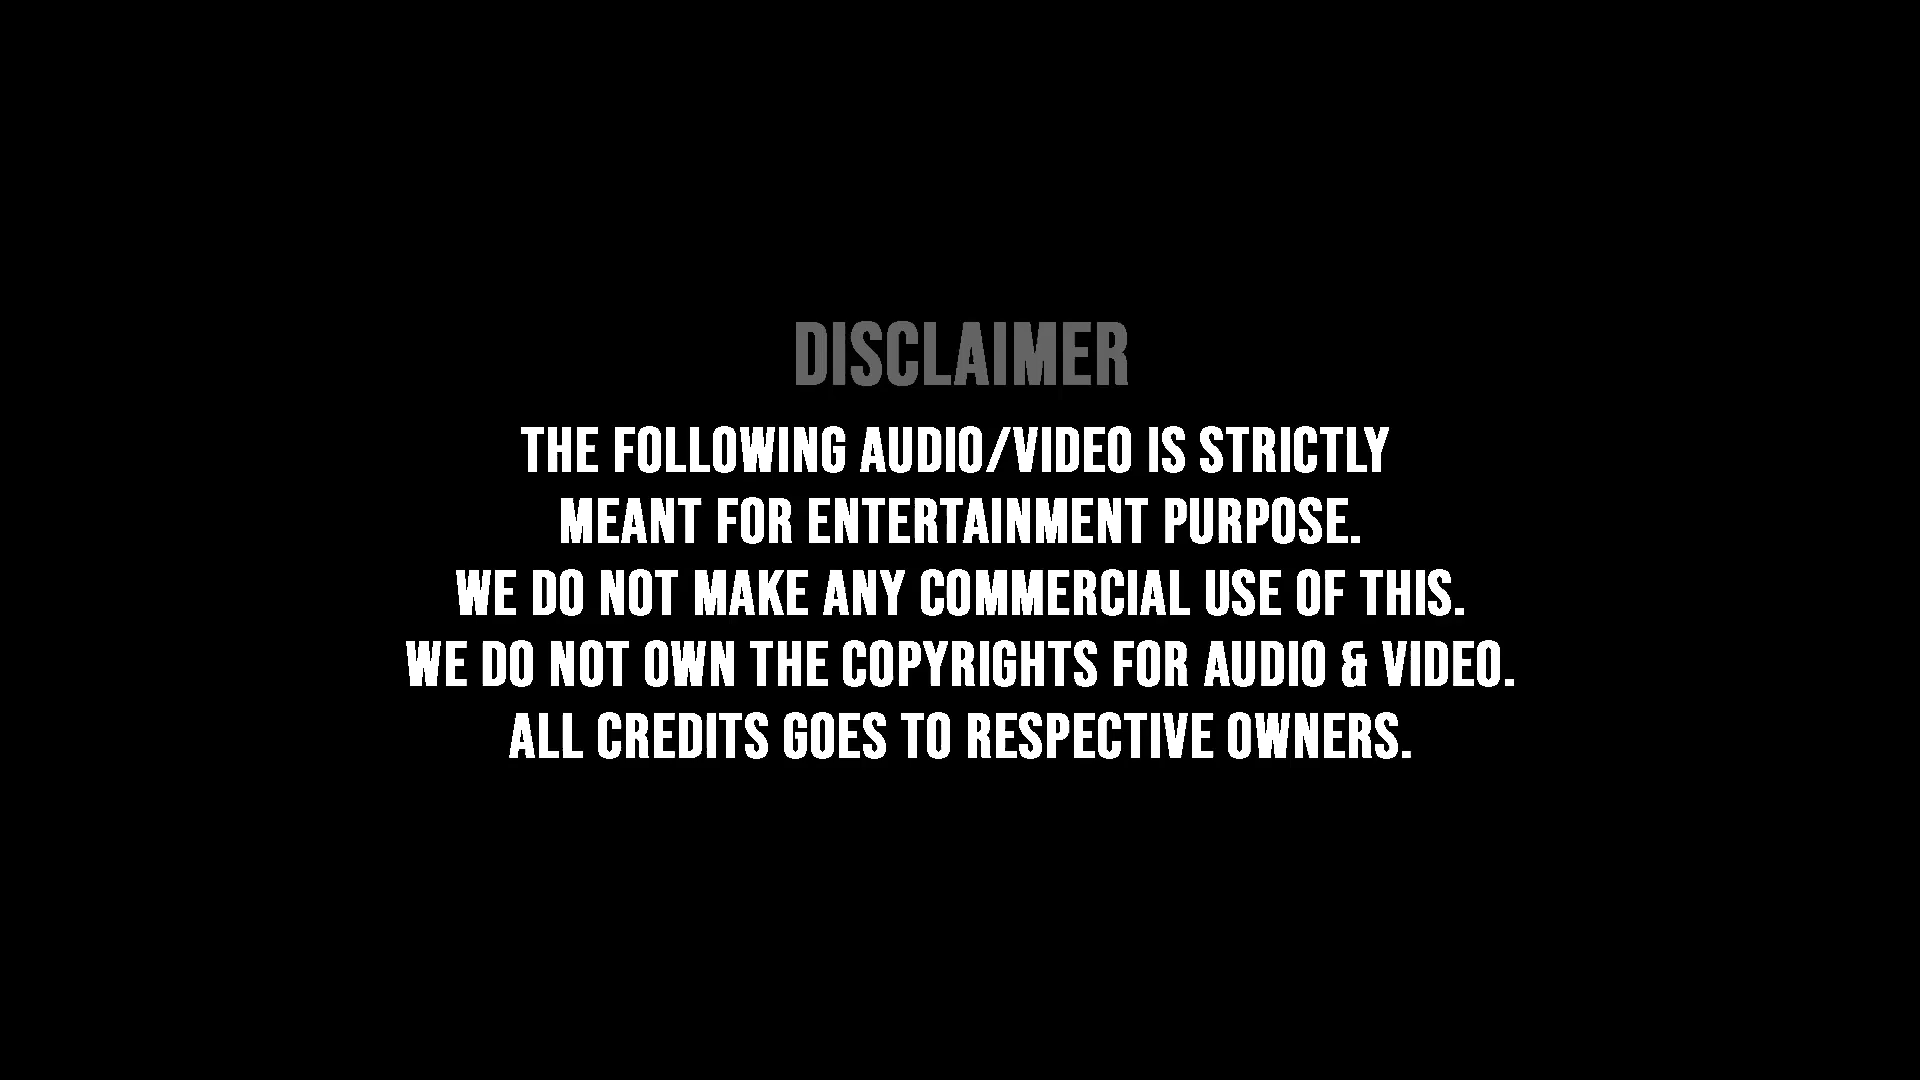 DISCLAIMER
THE FOLLOWING AUDIO/VIDEO IS STRICTLY
MEANT FOR ENTERTAINMENT PURPOSE.
WE DO NOT MAKE ANY COMMERCIAL USE OF THIS.
WE DO NOT OWN THE COPYRIGHTS FOR AUDIO & VIDEO.
ALL CREDITS GOES TO RESPECTIVE OWNERS.